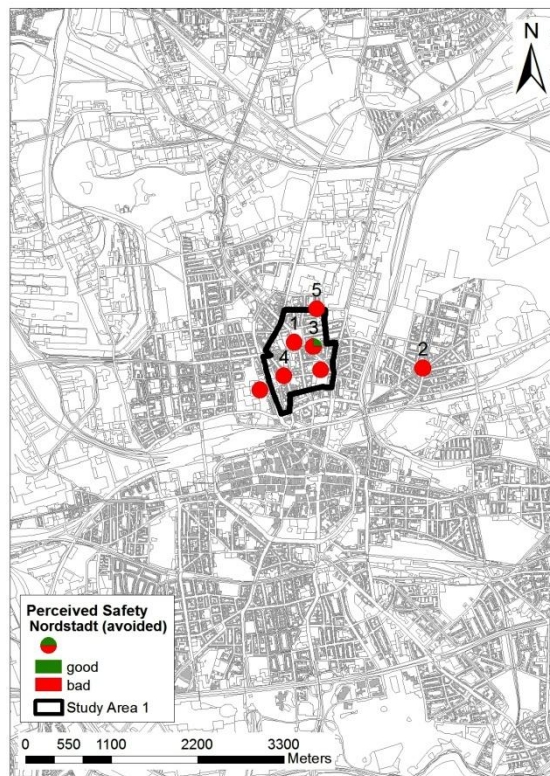 N
5
1 3
4
2
Perceived Safety
Nordstadt (avoided)
good
bad
Study Area 1
0 550 1100 2200 3300
Meters